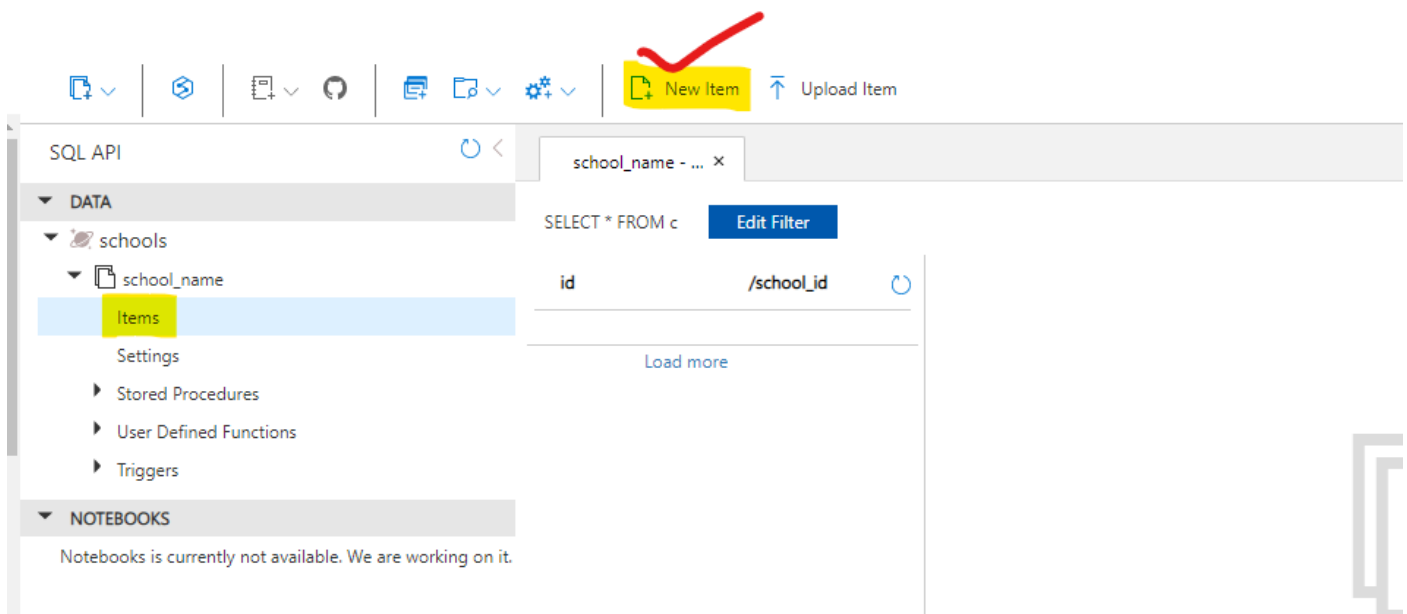 New Item
Upload Item
SQL API
school_name - ...
DATA
SELECT * FROM c
Edit Filter
schools
school_name
id
/school_id
Items
Settings
Load more
Stored Procedures
User Defined Functions
Triggers
NOTEBOOKS
Notebooks is currently not available. We are working on it.